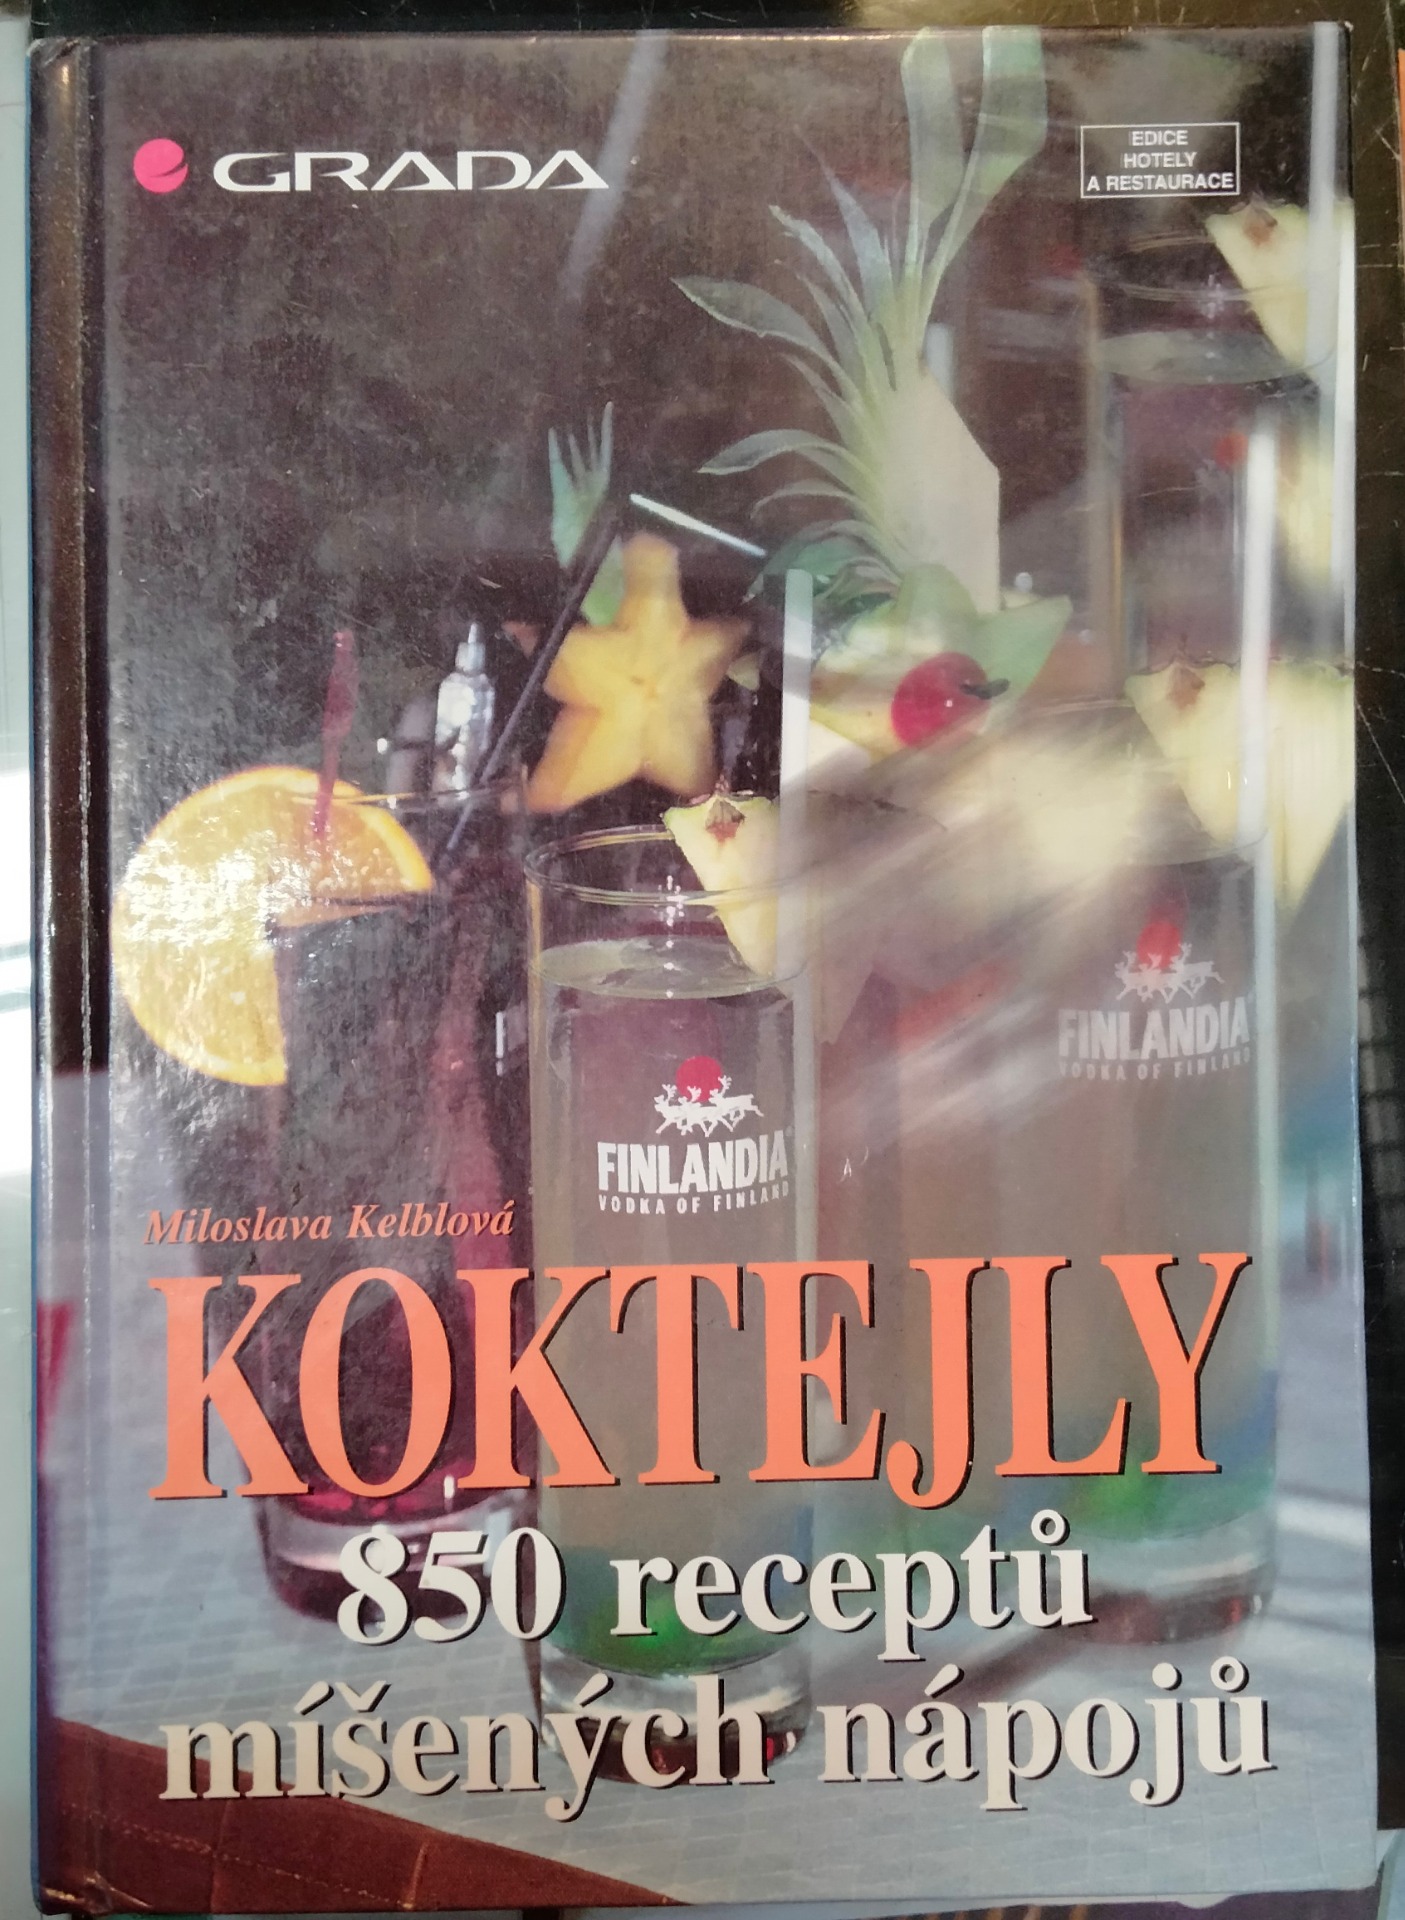 GRADA
EDICE
HOTELY
A RESTAURACE
FINLANDIA
VODKA OF FINLAND
FINLANDIA
VODKA OF FINLAND
Miloslava Kelblová
KOKTEJLY
850 receptů
míšených nápojů